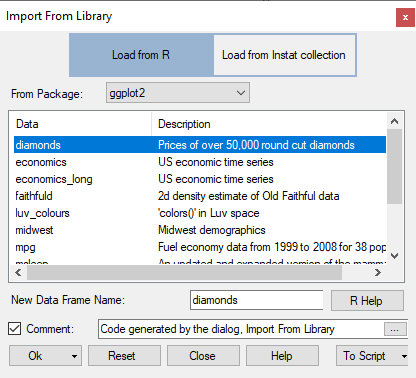 Import From Library
x
Load from R Load from Instat collection
From Package: ggplot2
Data Description
diamonds Prices of over 50,000 round cut diamonds
economics US economic time series
economics_long US economic time series
faithfuld 2d density estimate of Old Faithful data
luv_colours 'colors()' in Luv space
midwest Midwest demographics
mpg Fuel economy data from 1999 to 2008 for 38 pop
msleep An updated and expanded version of the mamm
New Data Frame Name: diamonds R Help
Comment: Code generated by the dialog, Import From Library ...
Ok Reset Close Help To Script